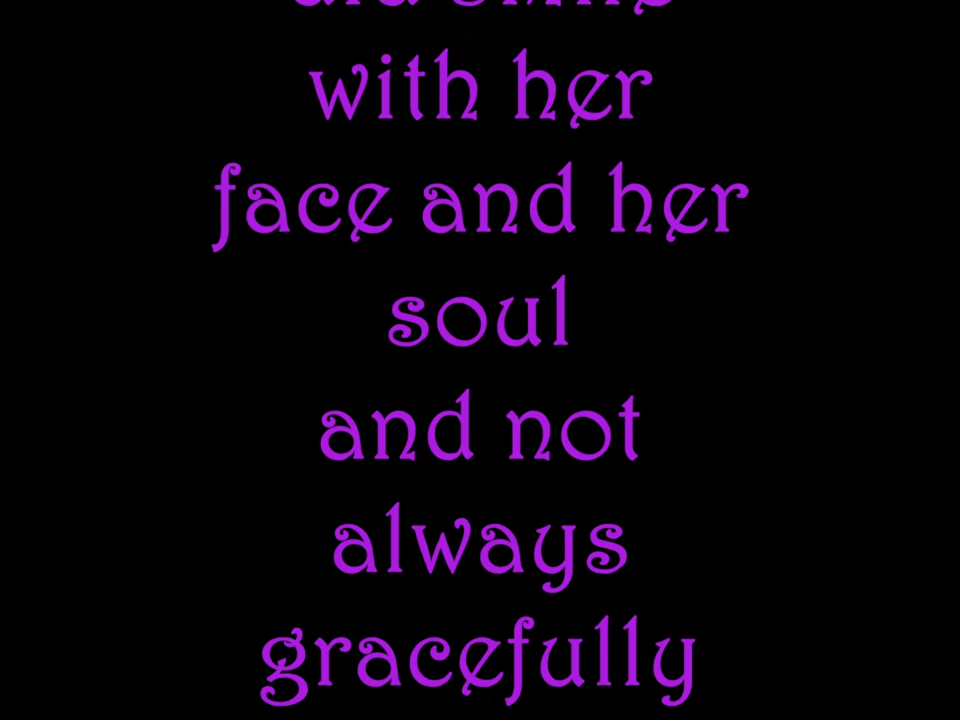 with her
face and her
soul
and not
always
gracefully